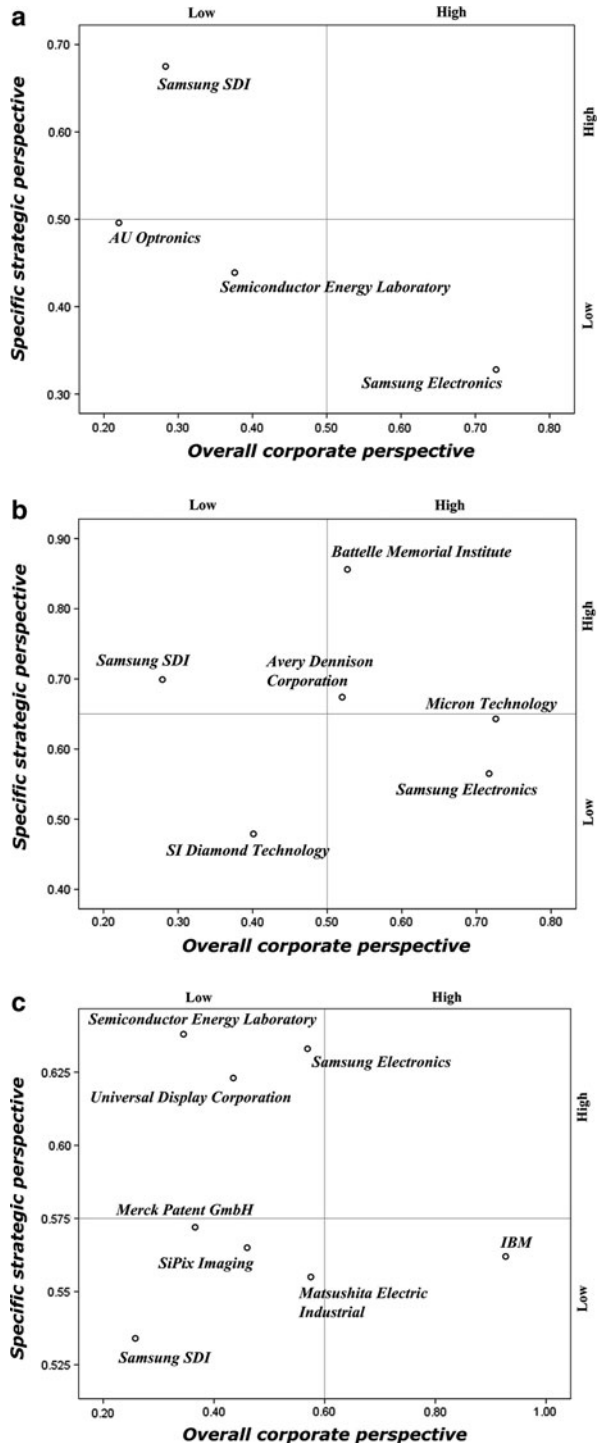 a
Low High
0.70
Samsung SDI
High
0.60
Specific strategic perspective
0.50
AU Optronics
Semiconductor Energy Laboratory
0.40
Low
Samsung Electronics
0.30
0.20 0.30 0.40 0.50 0.60 0.70 0.80
Overall corporate perspective
b
Low High
0.90
Battelle Memorial Institute
High
0.80
Specific strategic perspective
Samsung SDI
Avery Dennison
Corporation
0.70
Micron Technology
0.60
Samsung Electronics
Low
0.50
SI Diamond Technology
0.40
0.20 0.30 0.40 0.50 0.60 0.70 0.80
Overall corporate perspective
c
Low High
Semiconductor Energy Laboratory
Samsung Electronics
0.625
Universal Display Corporation
High
0.60
Specific strategic perspective
Merck Patent GmbH
0.575
SiPix Imaging
IBM
0.55
Matsushita Electric
Industrial
Low
Samsung SDI
0.525
0.20 0.40 0.60 0.80 1.00
Overall corporate perspective